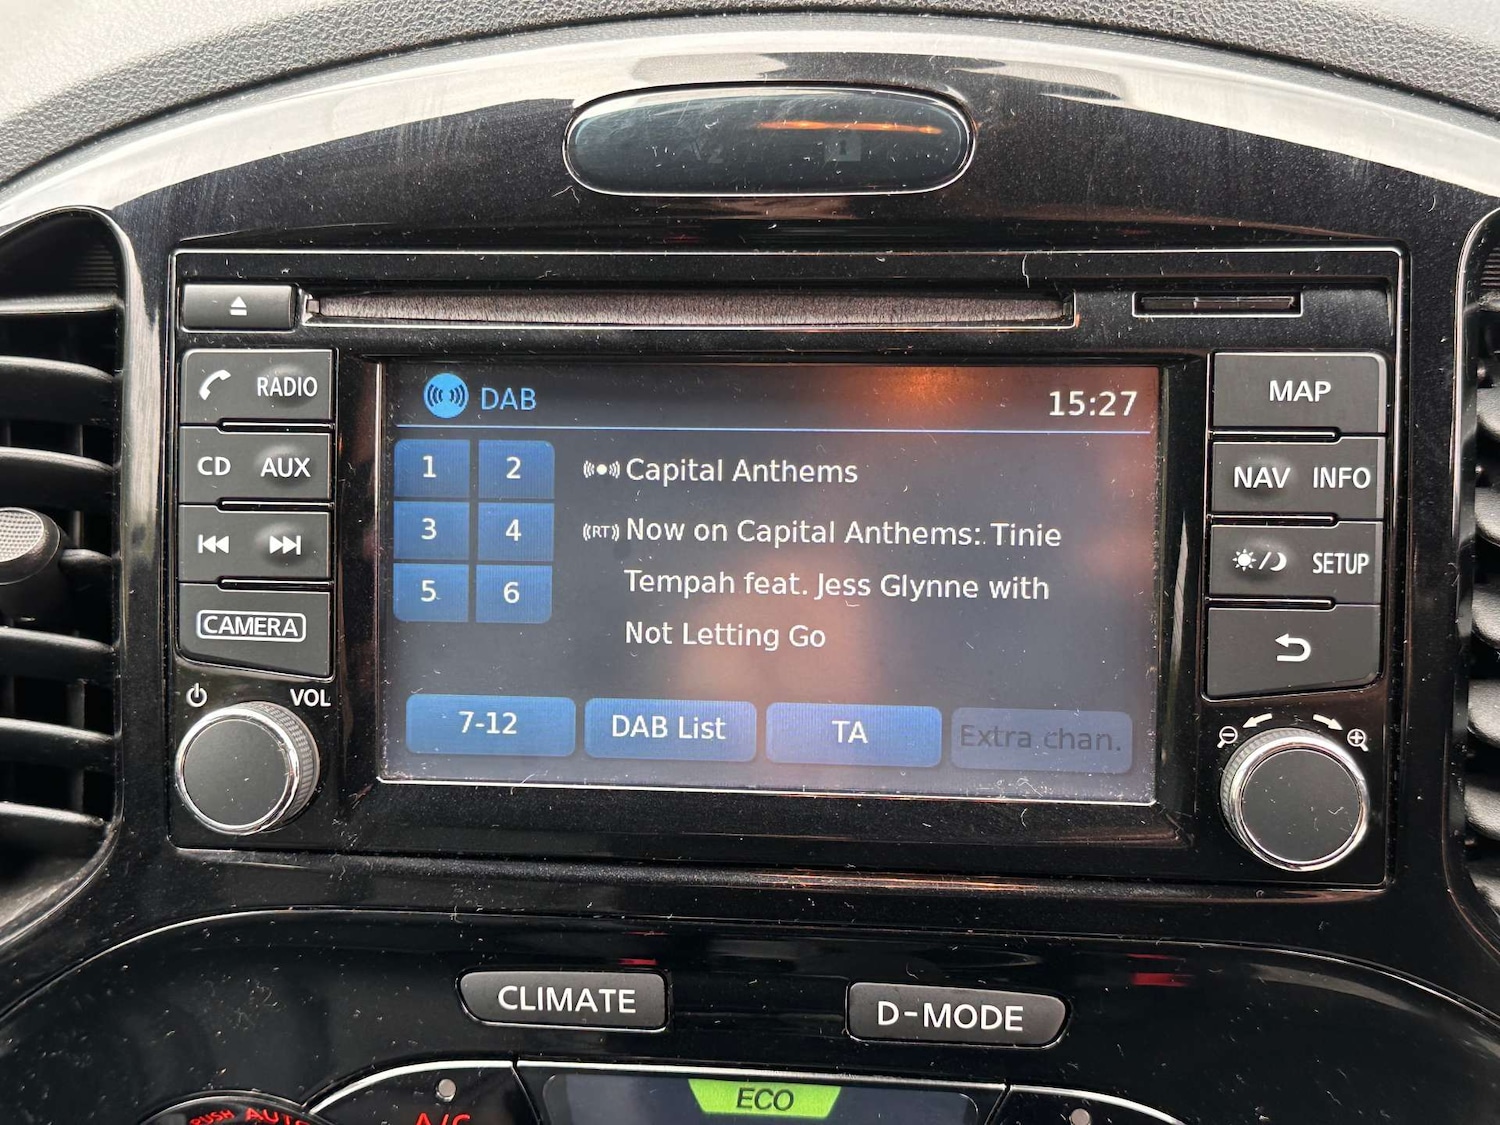 DAB
15:27
RADIO
MAP
1 2
Capital Anthems
CD AUX
NAV INFO
3 4
(RT) Now on Capital Anthems: Tinie
Tempah feat. Jess Glynne with
Not Letting Go
5 6
SETUP
CAMERA
VOL
7-12
DAB List
TA
Extra chan.
CLIMATE
D-MODE
ECO
PUSH AUTO
A/C